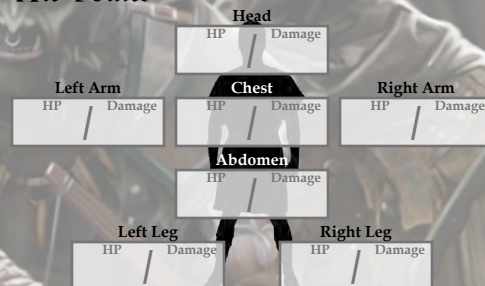 Head
HP / Damage
Left Arm Chest Right Arm
HP / Damage HP / Damage HP / Damage
Abdomen
HP / Damage
Left Leg Right Leg
HP / Damage HP / Damage